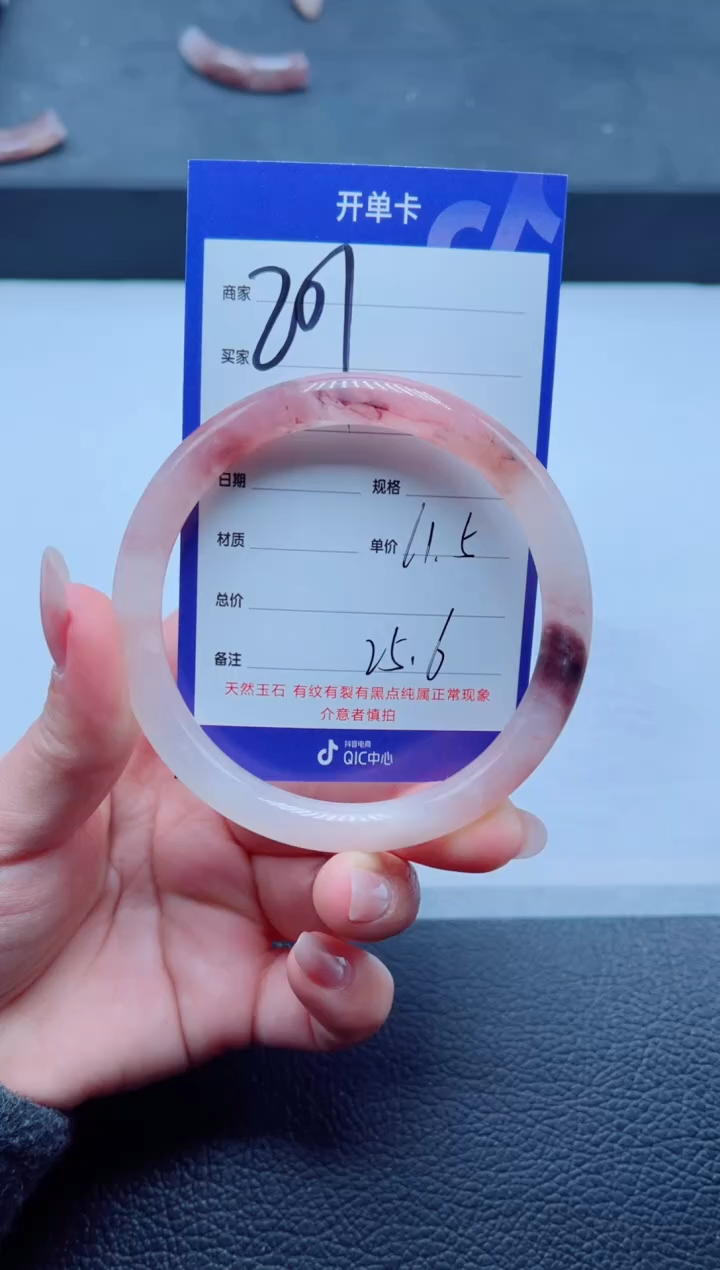 开单卡
商家 209
买家
日期 规格
材质 单价 61.5
总价
备注 25.6
天然玉石 有纹有裂有黑点纯属正常现象
介意者慎拍
抖音电商
QIC中心